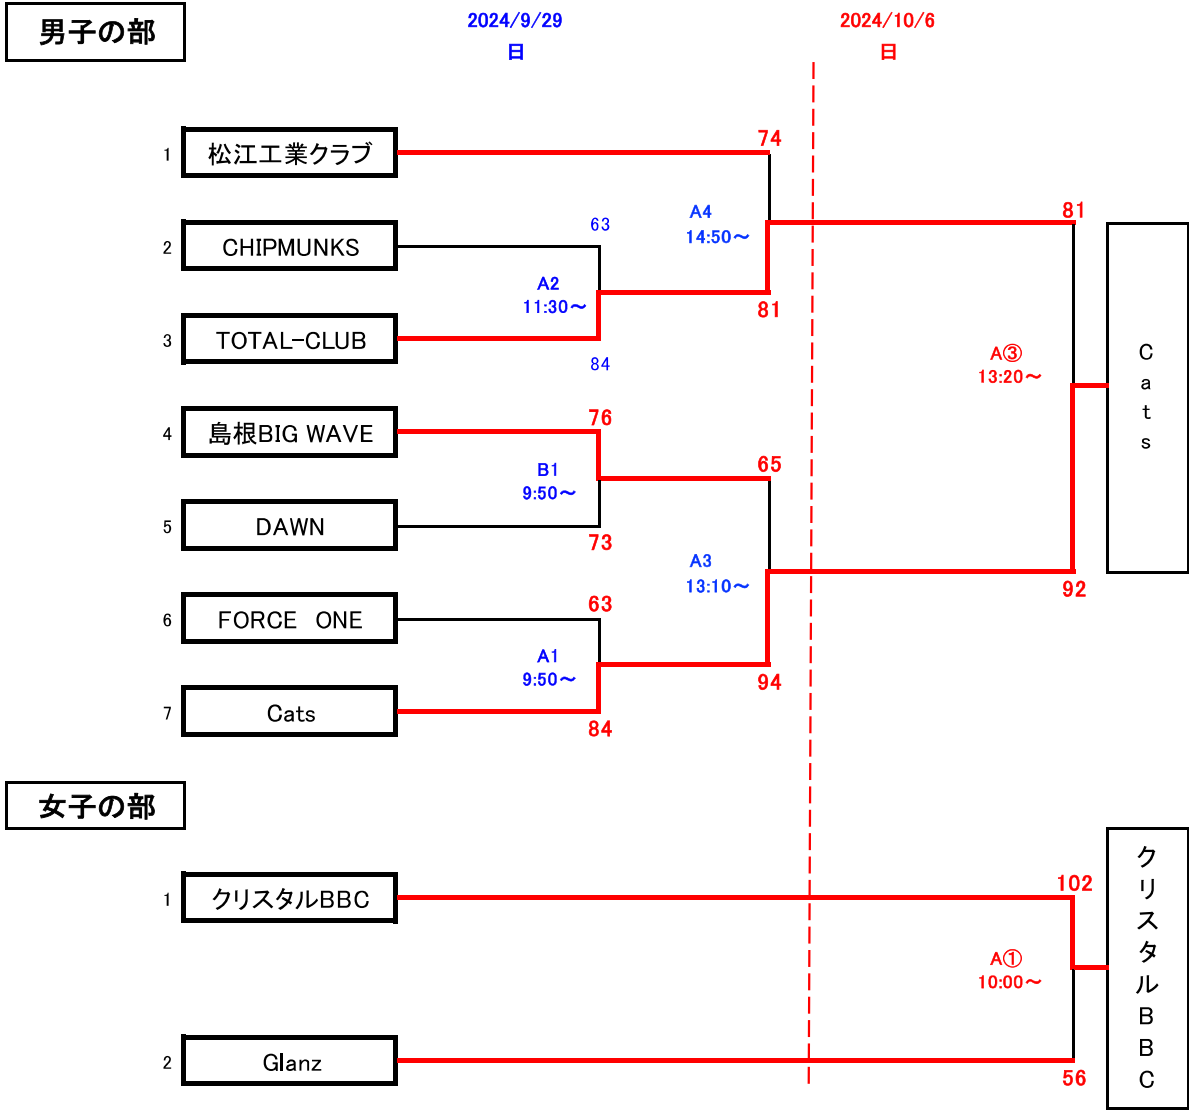 男子の部
2024/9/29
日
2024/10/6
日
1 松江工業クラブ
74
2 CHIPMUNKS
63
A4
14:50～
81
A2
11:30～
81
3 TOTAL-CLUB
84
A③
13:20～
Cats
4 島根BIG WAVE
76
65
B1
9:50～
5 DAWN
73
A3
13:10～
92
6 FORCE ONE
63
A1
9:50～
94
7 Cats
84
女子の部
1 クリスタルBBC
102
A①
10:00～
クリスタルBBC
2 Glanz
56